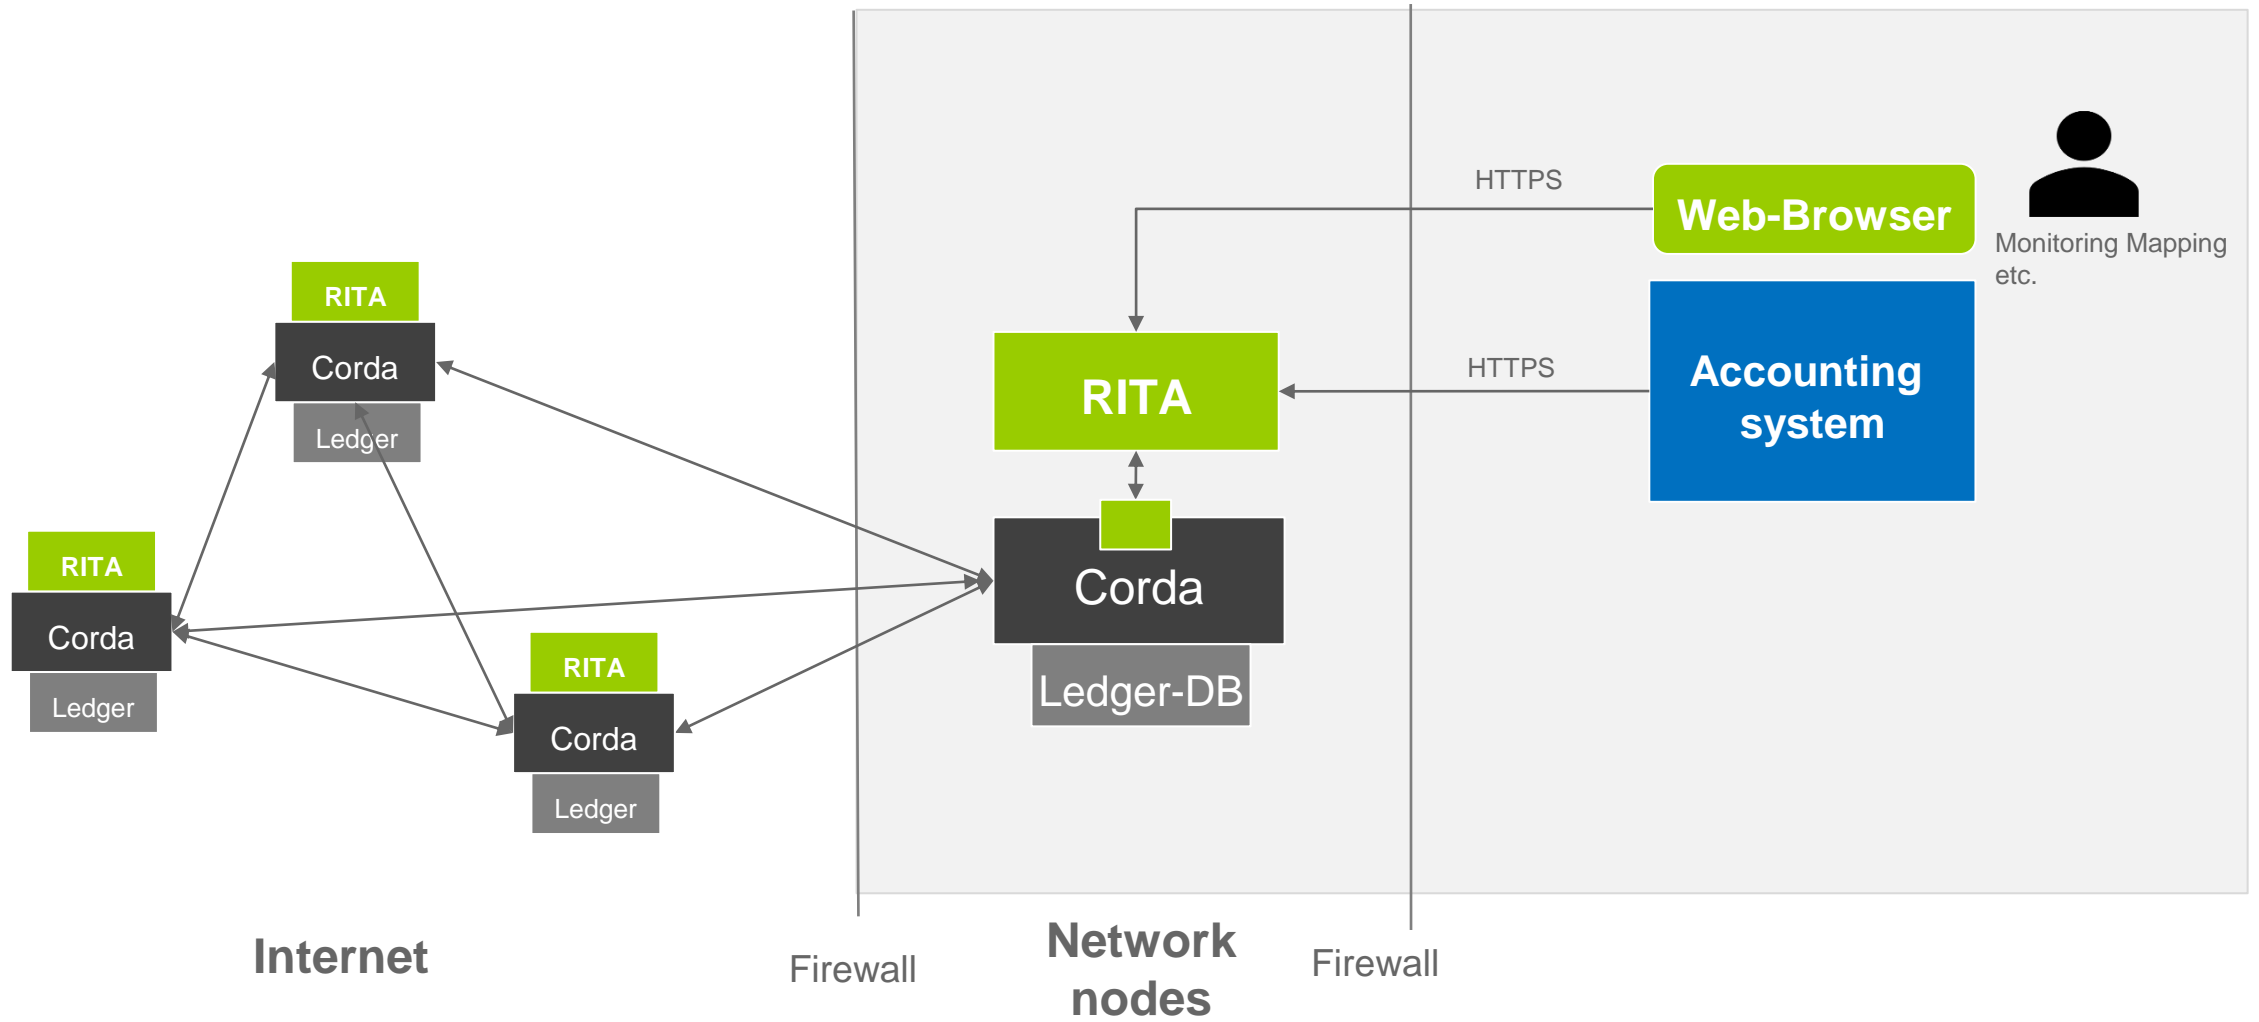 HTTPS
Web-Browser
Monitoring Mapping
etc.
RITA
Corda
Ledger
HTTPS
RITA
Accounting
system
RITA
Corda
Ledger
Corda
Ledger-DB
RITA
Corda
Ledger
Internet
Firewall
Network
nodes
Firewall